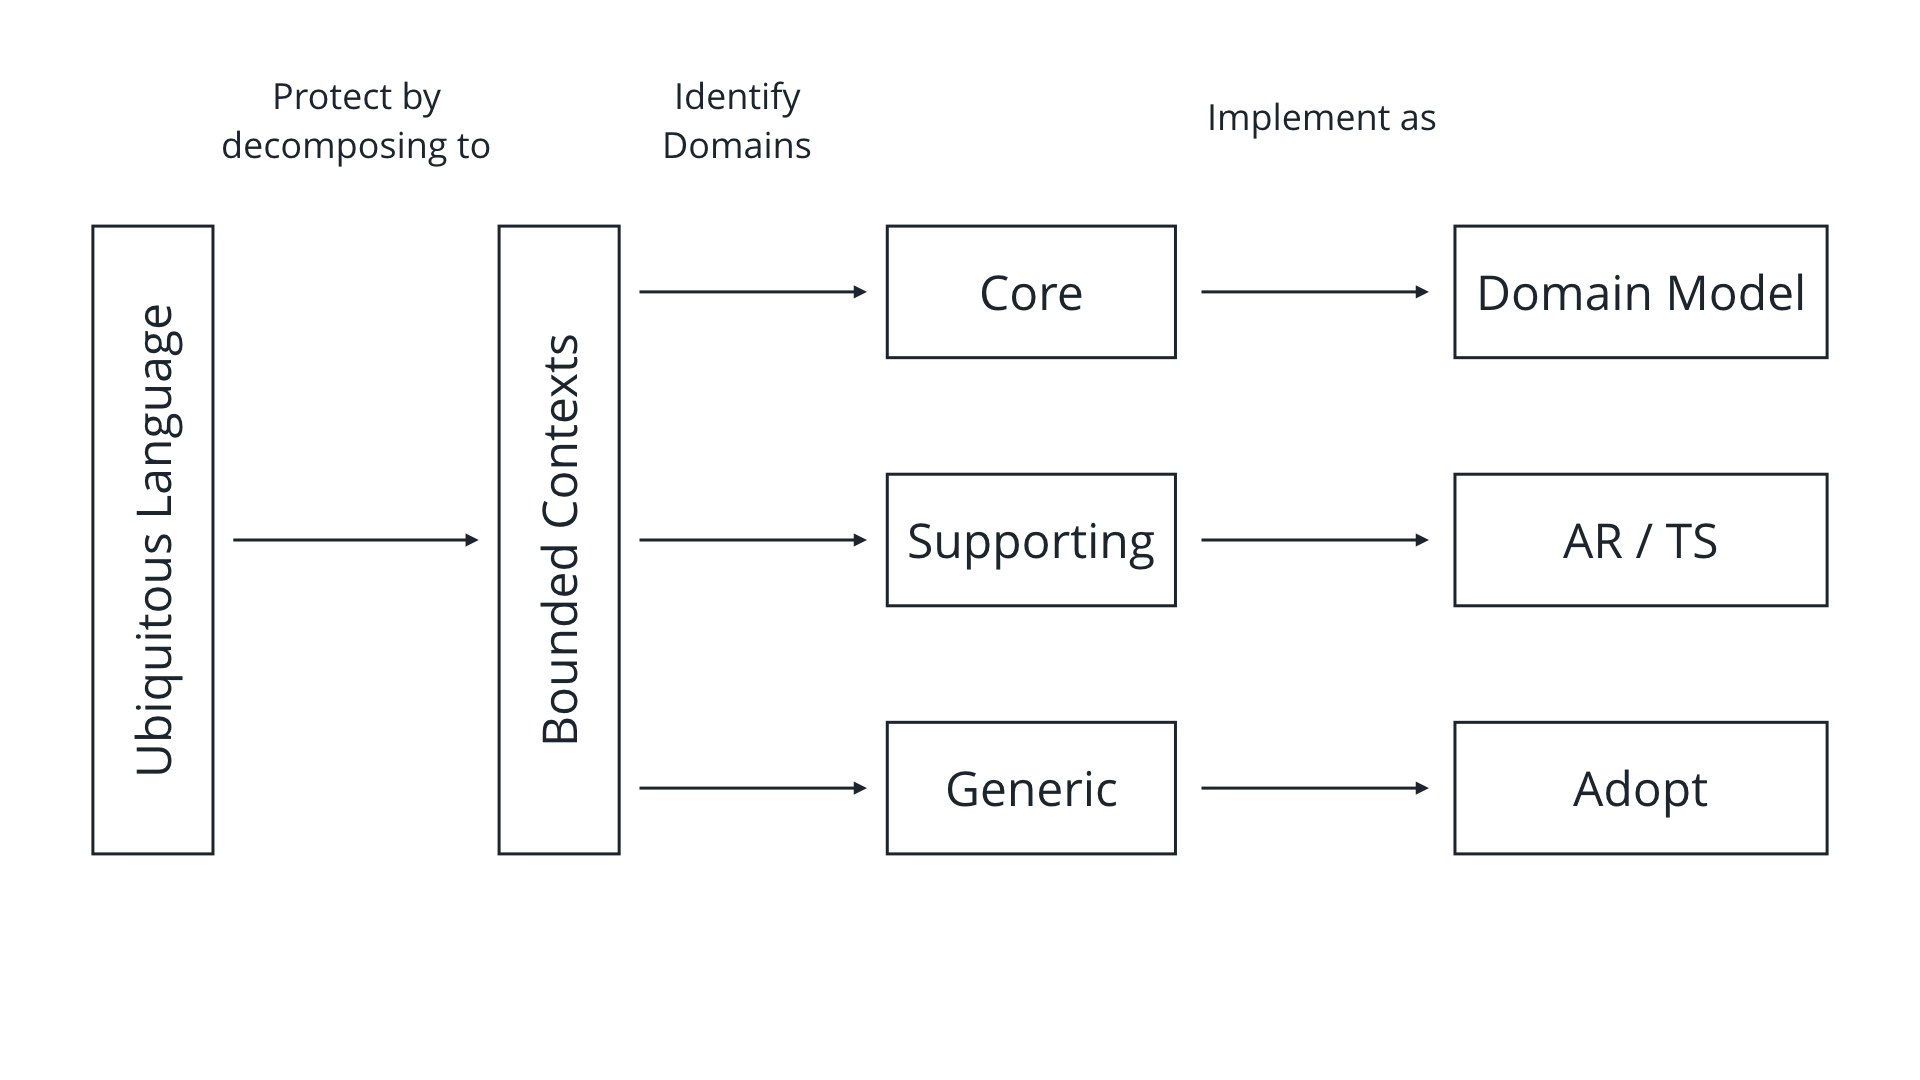 Protect by
decomposing to
Identify
Domains
Implement as
Ubiquitous Language
Bounded Contexts
Core
Domain Model
Supporting
AR / TS
Generic
Adopt